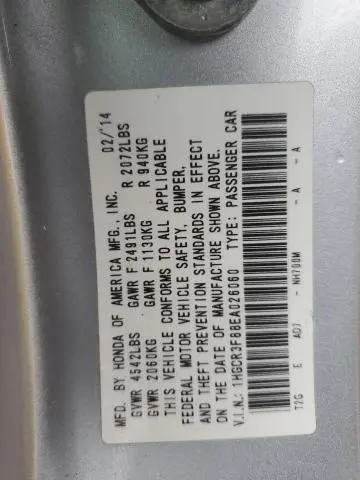 MFD. BY HONDA OF AMERICA MFG., INC. 02/'14
GVWR 4542LBS GAWR F 2491LBS R 2072LBS
GVWR 2060KG GAWR F 1130KG R 940KG
THIS VEHICLE CONFORMS TO ALL APPLICABLE
FEDERAL MOTOR VEHICLE SAFETY, BUMPER,
AND THEFT PREVENTION STANDARDS IN EFFECT
ON THE DATE OF MANUFACTURE SHOWN ABOVE.
V.I.N.: 1HGCR3F88EA026060 TYPE: PASSENGER CAR
T2G E AD7 - NH700M - A - A